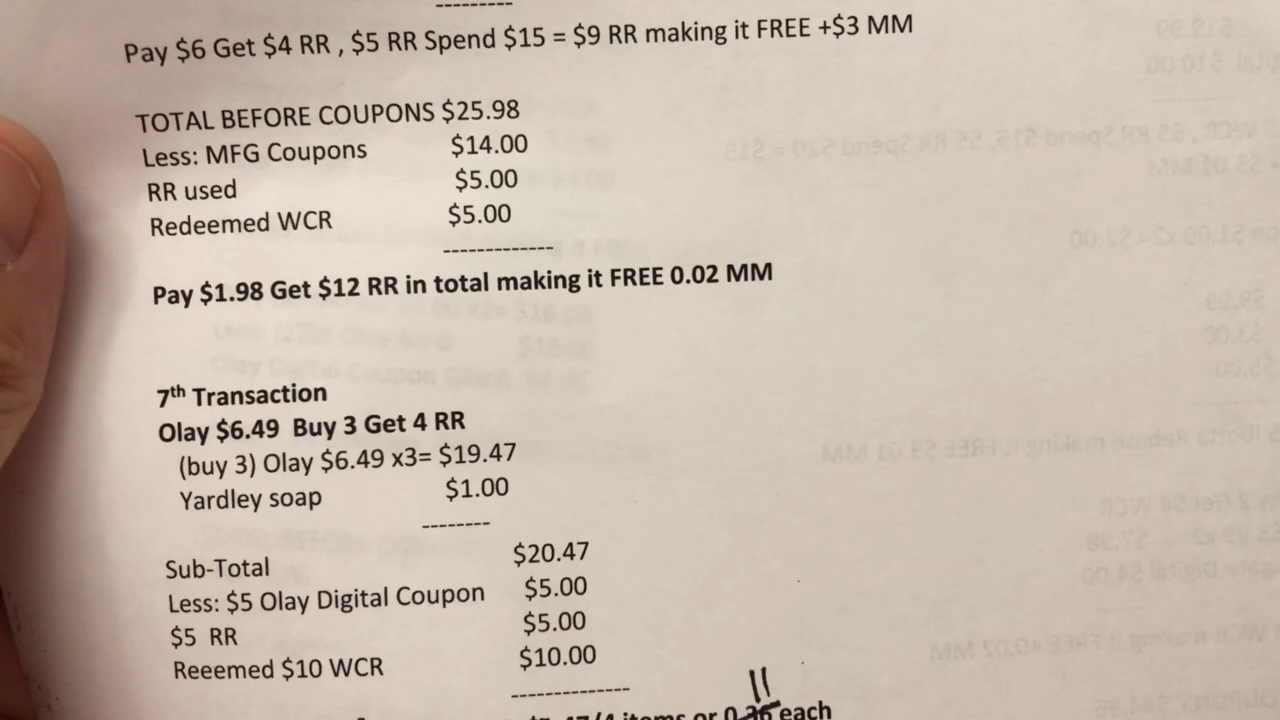 ---------
Pay $6 Get $4 RR , $5 RR Spend $15 = $9 RR making it FREE +$3 MM
TOTAL BEFORE COUPONS $25.98
Less: MFG Coupons $14.00
RR used $5.00
Redeemed WCR $5.00
-------------
Pay $1.98 Get $12 RR in total making it FREE 0.02 MM
7th Transaction
Olay $6.49 Buy 3 Get 4 RR
(buy 3) Olay $6.49 x3= $19.47
Yardley soap $1.00
--------
Sub-Total $20.47
Less: $5 Olay Digital Coupon $5.00
$5 RR $5.00
Reeemed $10 WCR $10.00
--------------
11
items or 0.36 each